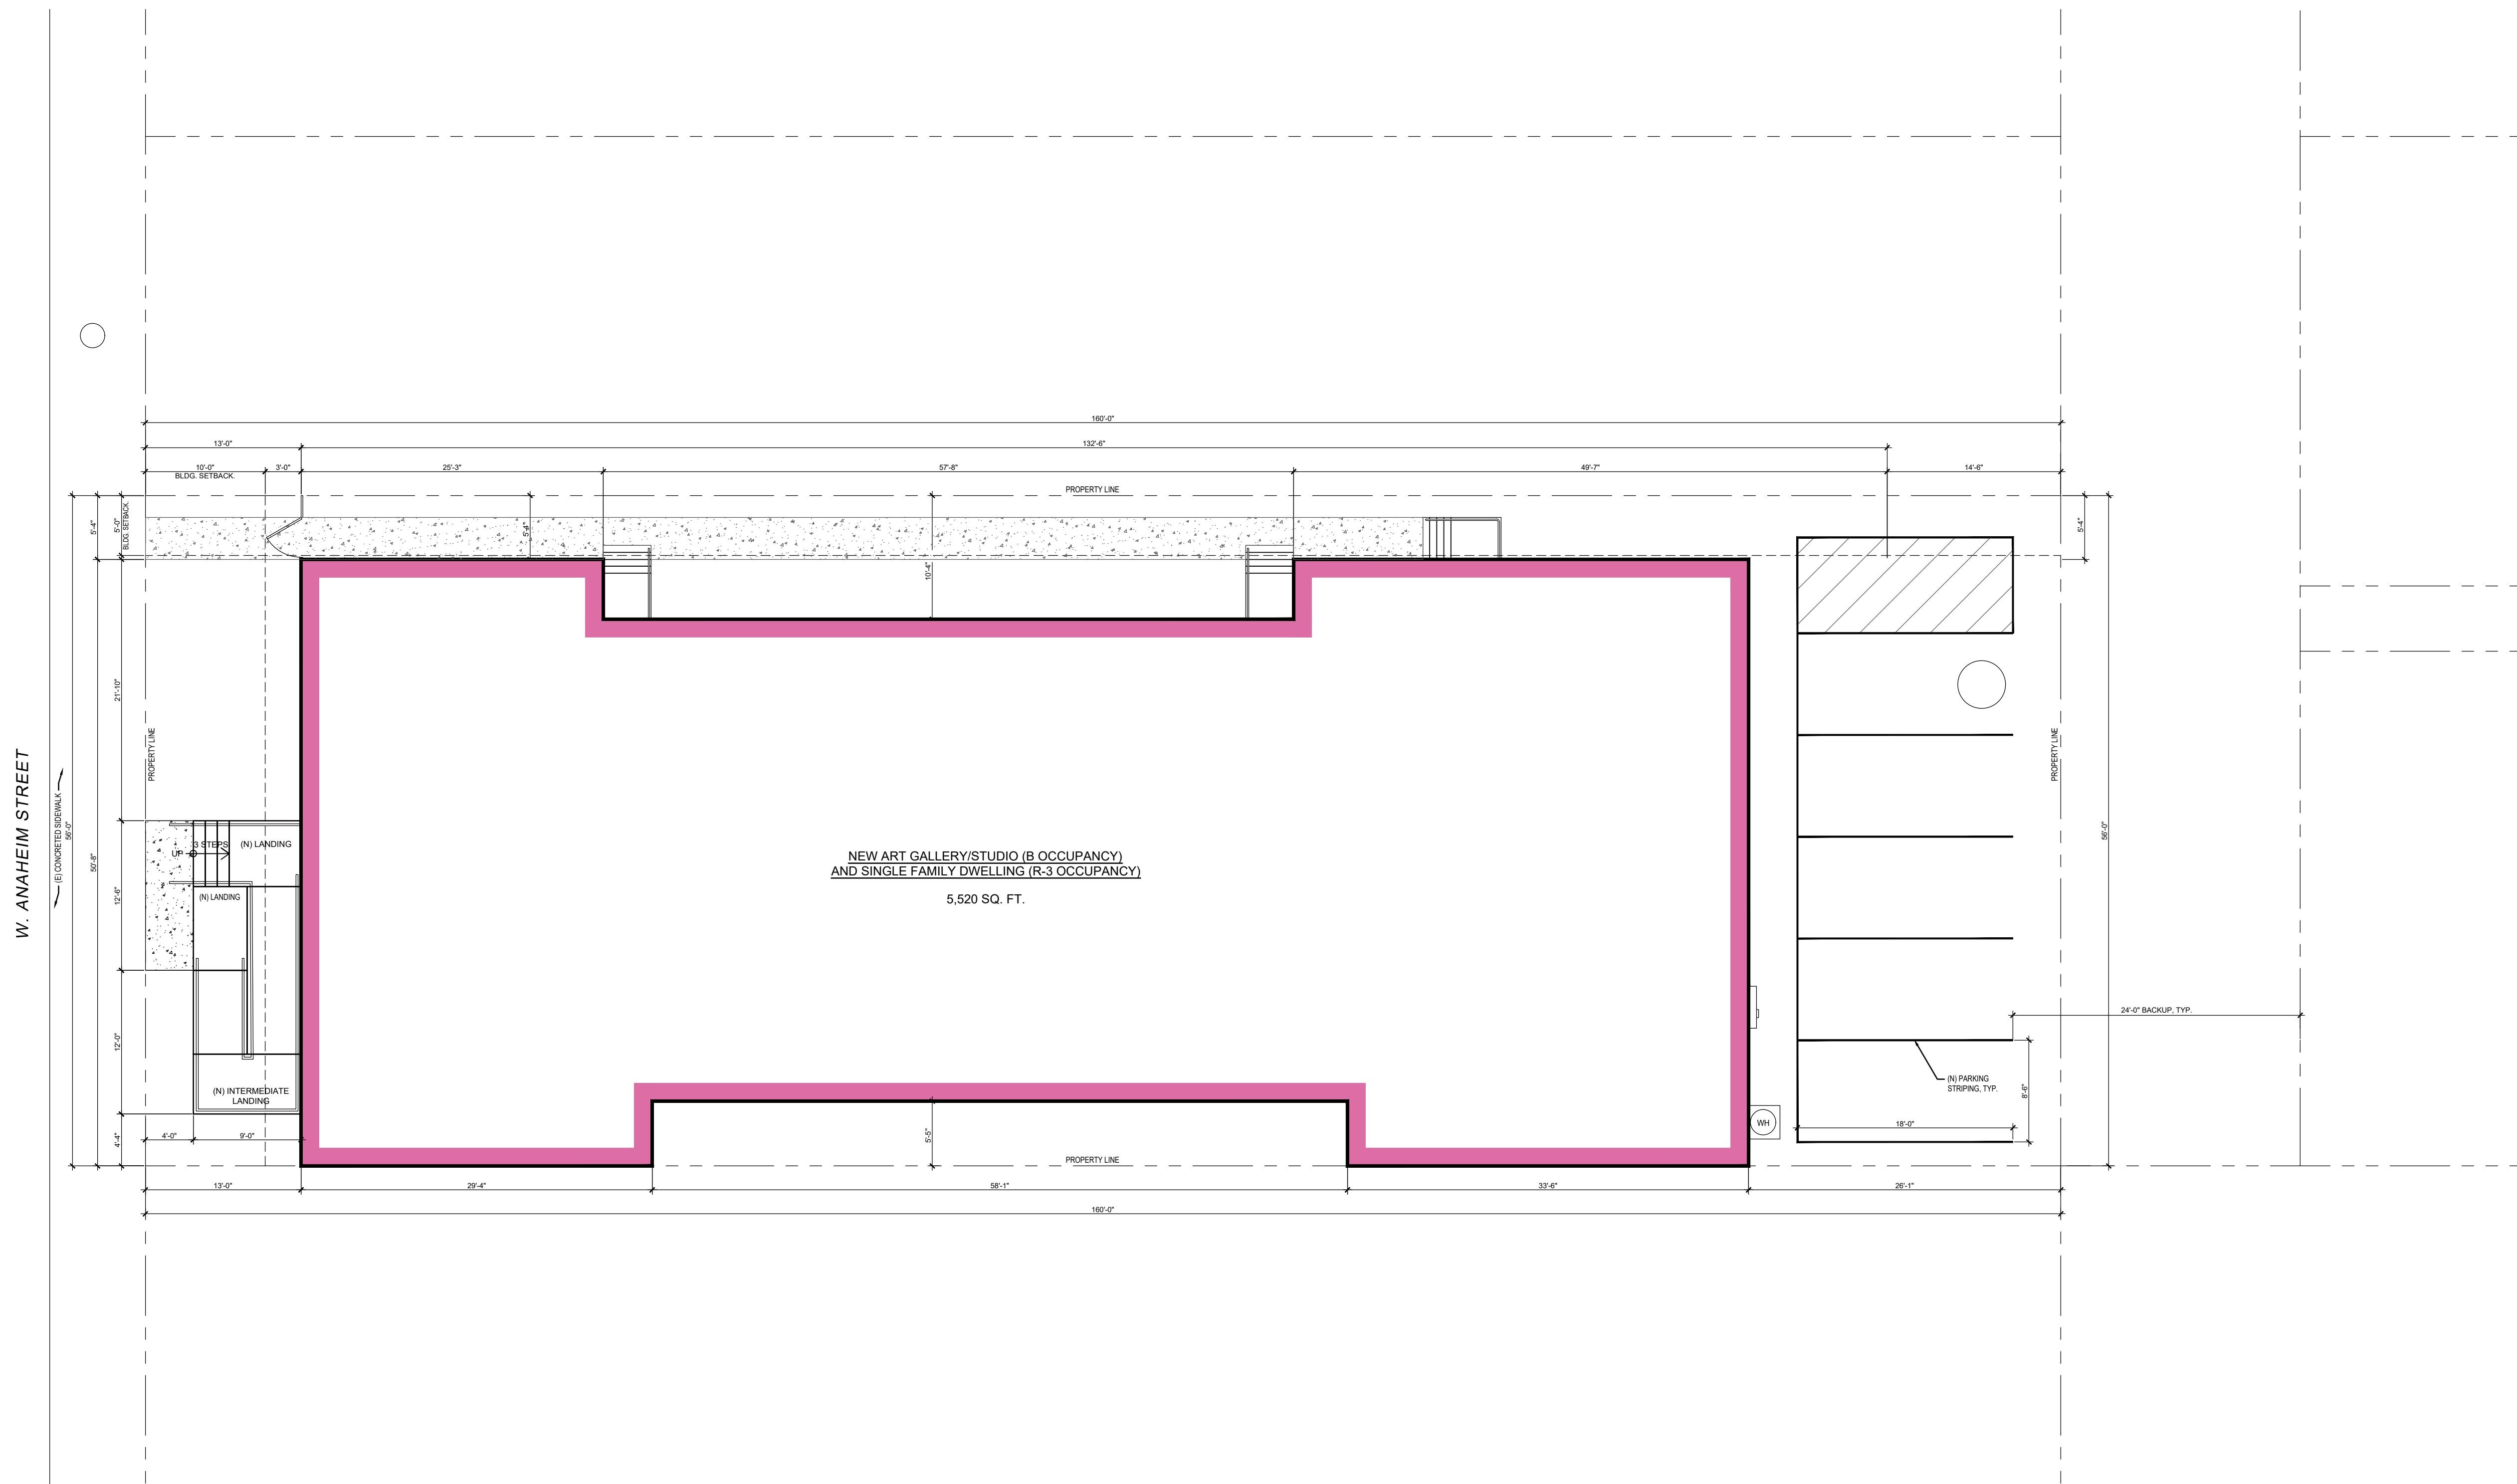 160'-0"
13'-0"
132'-6"
10'-0"
BLDG. SETBACK.
3'-0"
25'-3"
57'-8"
49'-7"
14'-6"
PROPERTY LINE
5'-4"
5'-0"
BLDG. SETBACK.
5'-4"
10'-4"
5'-4"
21'-10"
PROPERTY LINE
PROPERTY LINE
W. ANAHEIM STREET
(E) CONCRETED SIDEWALK
56'-0"
50'-8"
56'-0"
UP
3 STEPS
(N) LANDING
(N) LANDING
12'-6"
NEW ART GALLERY/STUDIO (B OCCUPANCY)
AND SINGLE FAMILY DWELLING (R-3 OCCUPANCY)
5,520 SQ. FT.
12'-0"
(N) INTERMEDIATE
LANDING
24'-0" BACKUP, TYP.
(N) PARKING
STRIPING, TYP.
8'-6"
WH
18'-0"
4'-4"
4'-0"
9'-0"
5'-5"
PROPERTY LINE
13'-0"
29'-4"
58'-1"
33'-6"
26'-1"
160'-0"